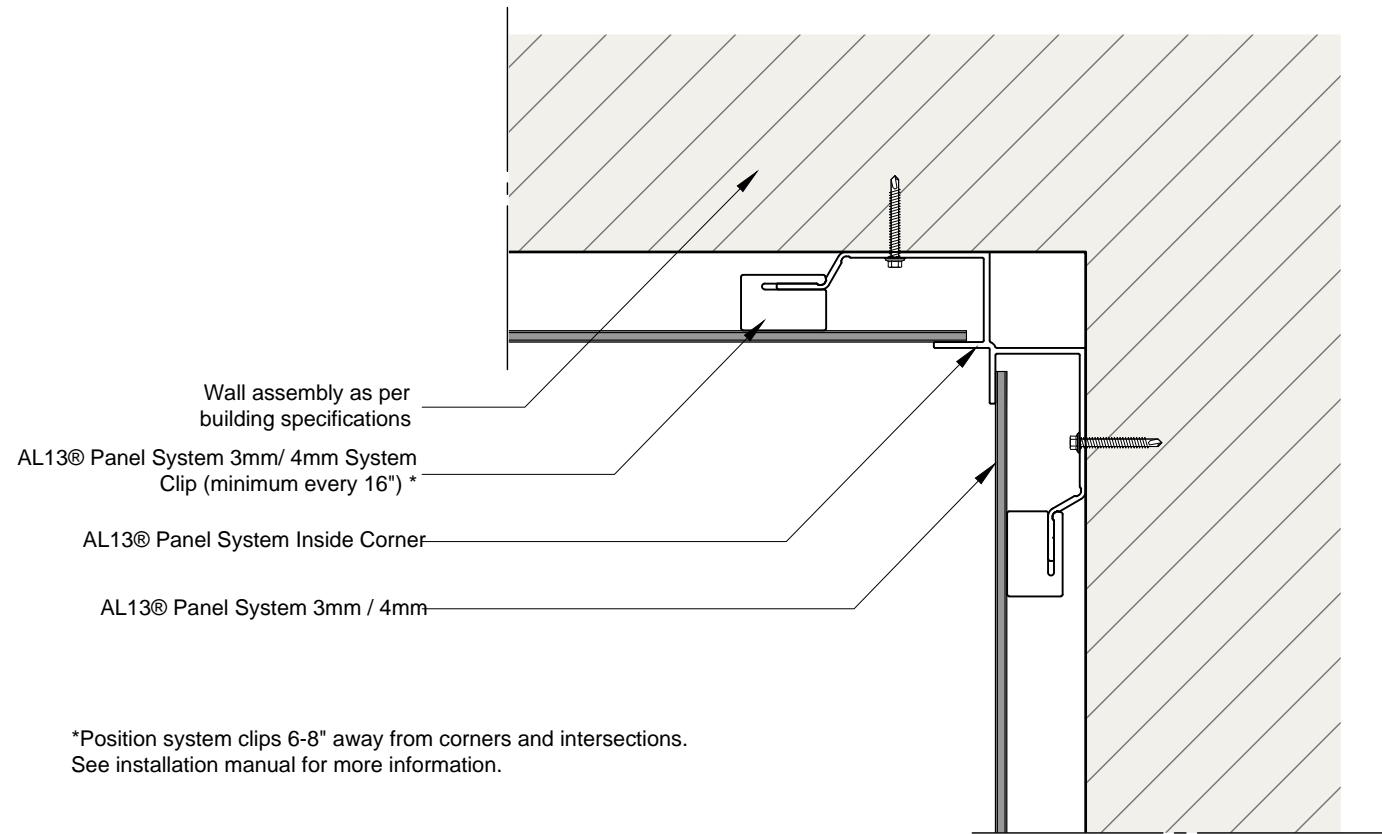 Wall assembly as per
building specifications
AL13® Panel System 3mm/ 4mm System
Clip (minimum every 16") *
AL13® Panel System Inside Corner
AL13® Panel System 3mm / 4mm
*Position system clips 6-8" away from corners and intersections.
See installation manual for more information.